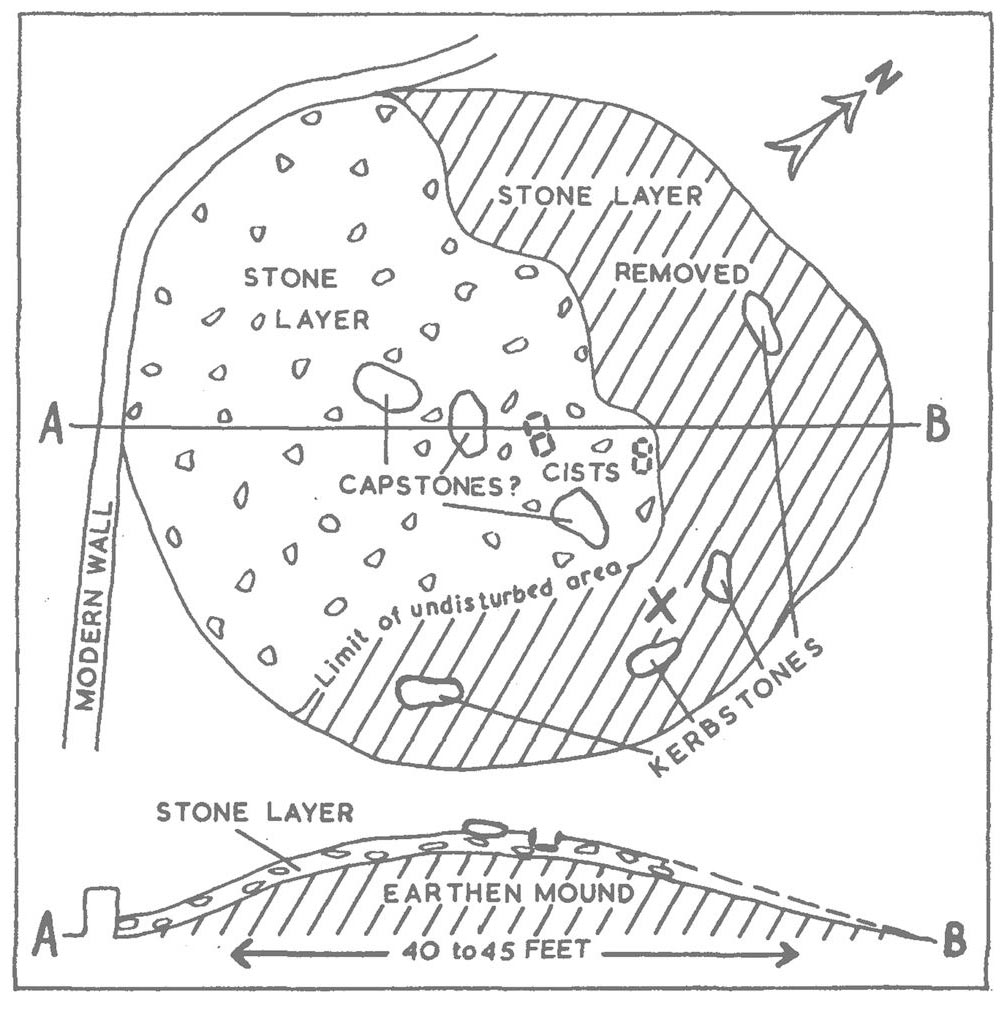 N
STONE LAYER
REMOVED
STONE
LAYER
A
B
CAPSTONES?
CISTS
Limit of undisturbed area
X
MODERN WALL
KERBSTONES
STONE LAYER
EARTHEN MOUND
A
B
40 to 45 FEET